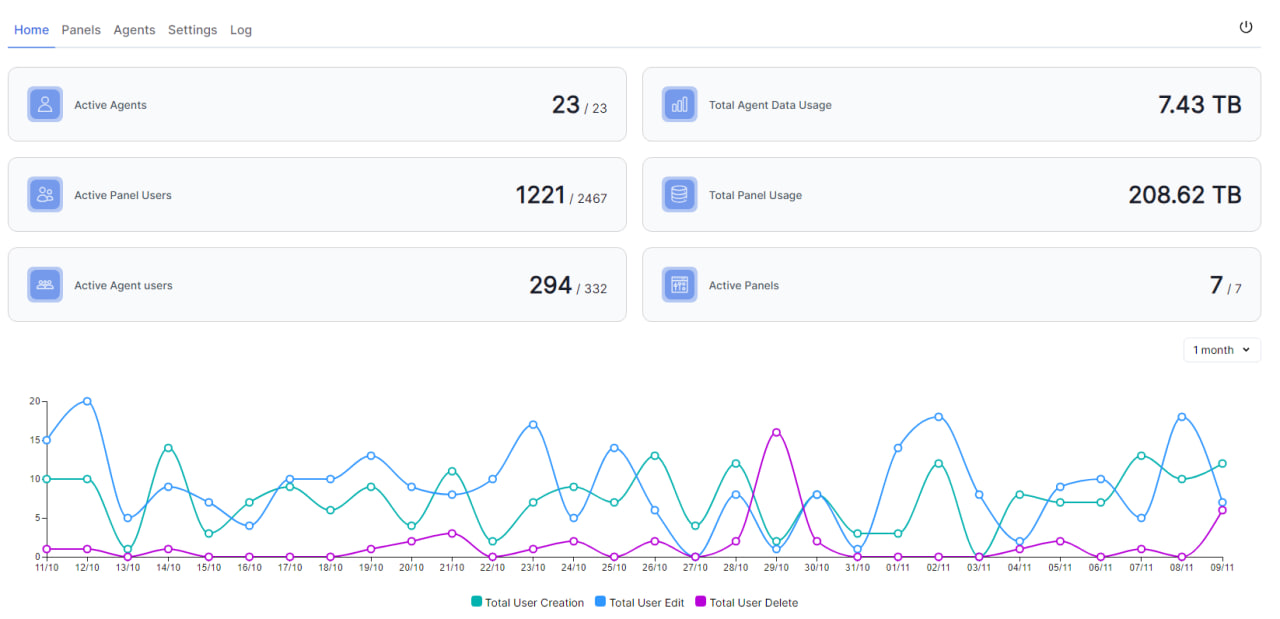 Home Panels Agents Settings Log
Active Agents 23 / 23
Total Agent Data Usage 7.43 TB
Active Panel Users 1221 / 2467
Total Panel Usage 208.62 TB
Active Agent users 294 / 332
Active Panels 7 / 7
1 month
20
15
10
5
0
11/10 12/10 13/10 14/10 15/10 16/10 17/10 18/10 19/10 20/10 21/10 22/10 23/10 24/10 25/10 26/10 27/10 28/10 29/10 30/10 31/10 01/11 02/11 03/11 04/11 05/11 06/11 07/11 08/11 09/11
Total User Creation Total User Edit Total User Delete